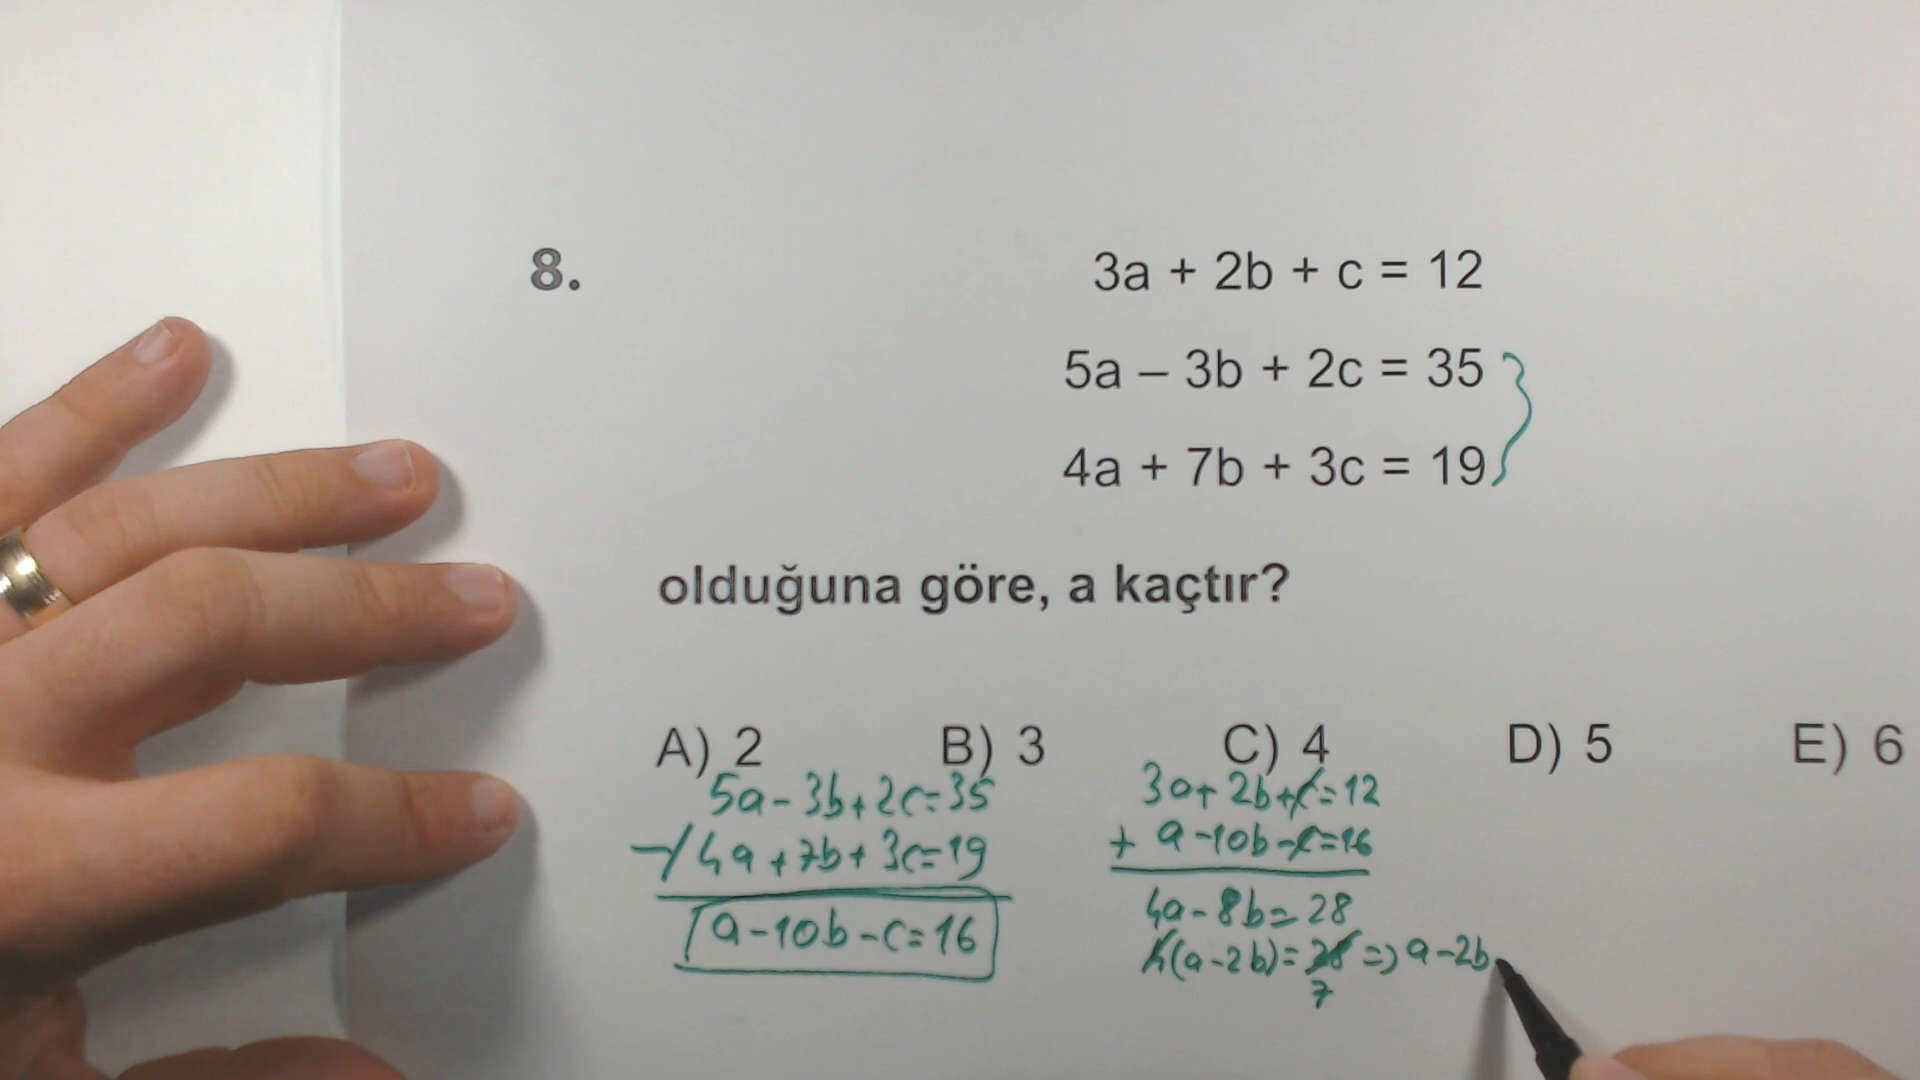 8.
3a + 2b + c = 12
5a – 3b + 2c = 35
4a + 7b + 3c = 19
olduğuna göre, a kaçtır?
A) 2 B) 3 C) 4 D) 5 E) 6
5a - 3b + 2c = 35
-/ 4a + 7b + 3c = 19
a - 10b - c = 16
3a + 2b + c = 12
+ a - 10b - c = 16
4a - 8b = 28
4(a - 2b) = 28 => a - 2b
7